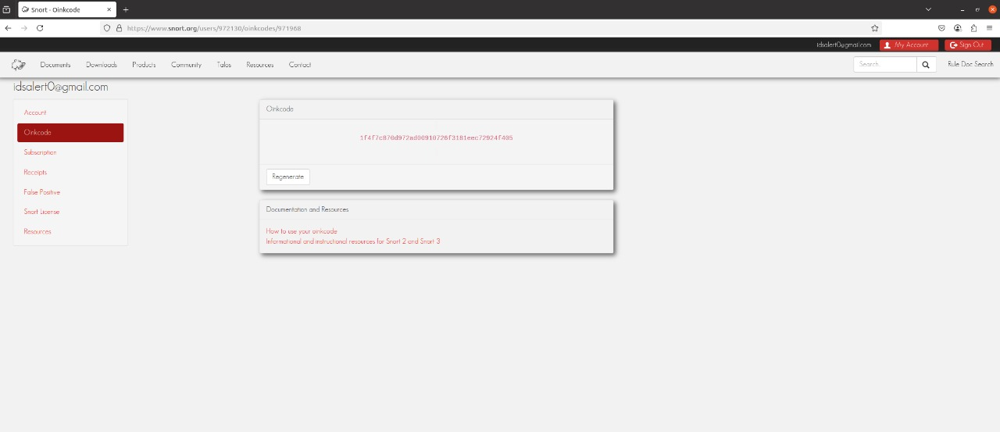 Snort - Oinkcode
https://www.snort.org/users/972130/oinkcodes/971968
idsalert0@gmail.com My Account Sign Out
Documents Downloads Products Community Talos Resources Contact Search Rule Doc Search
idsalert0@gmail.com
Account
Oinkcode
Subscription
Receipts
False Positive
Snort License
Resources
Oinkcode
1f4f7c870d972ad00910726f3181eec72924f405
Regenerate
Documentation and Resources
How to use your oinkcode
Informational and instructional resources for Snort 2 and Snort 3